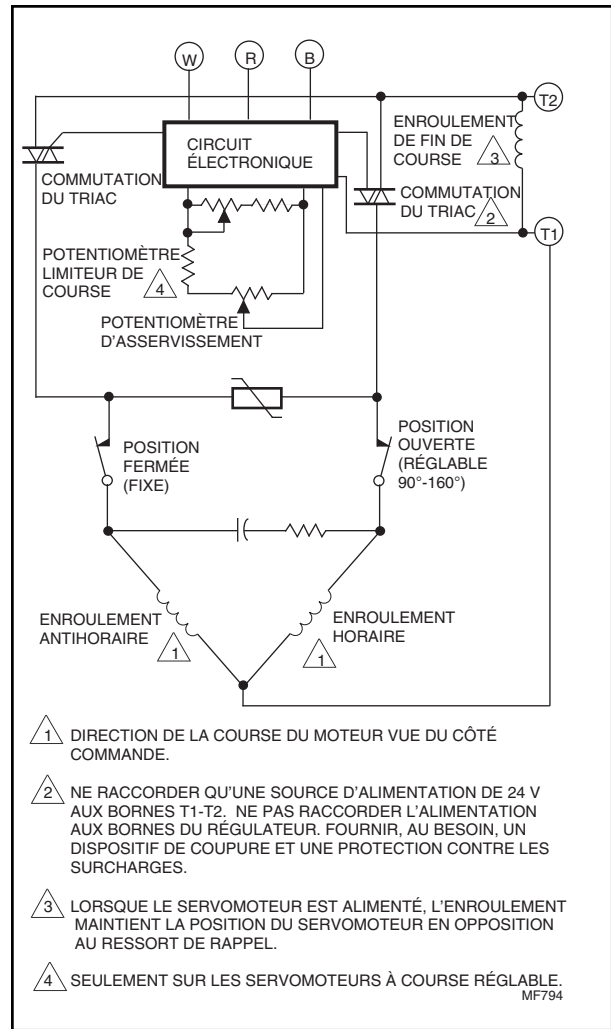 W
R
B
T2
CIRCUIT
ÉLECTRONIQUE
ENROULEMENT
DE FIN DE
COURSE
3
COMMUTATION
DU TRIAC
COMMUTATION
DU TRIAC
2
T1
POTENTIOMÈTRE
LIMITEUR DE
COURSE
4
POTENTIOMÈTRE
D'ASSERVISSEMENT
POSITION
FERMÉE
(FIXE)
POSITION
OUVERTE
(RÉGLABLE
90°-160°)
ENROULEMENT
ANTIHORAIRE
1
ENROULEMENT
HORAIRE
1
1 DIRECTION DE LA COURSE DU MOTEUR VUE DU CÔTÉ
COMMANDE.
2 NE RACCORDER QU'UNE SOURCE D'ALIMENTATION DE 24 V
AUX BORNES T1-T2. NE PAS RACCORDER L'ALIMENTATION
AUX BORNES DU RÉGULATEUR. FOURNIR, AU BESOIN, UN
DISPOSITIF DE COUPURE ET UNE PROTECTION CONTRE LES
SURCHARGES.
3 LORSQUE LE SERVOMOTEUR EST ALIMENTÉ, L'ENROULEMENT
MAINTIENT LA POSITION DU SERVOMOTEUR EN OPPOSITION
AU RESSORT DE RAPPEL.
4 SEULEMENT SUR LES SERVOMOTEURS À COURSE RÉGLABLE.
MF794